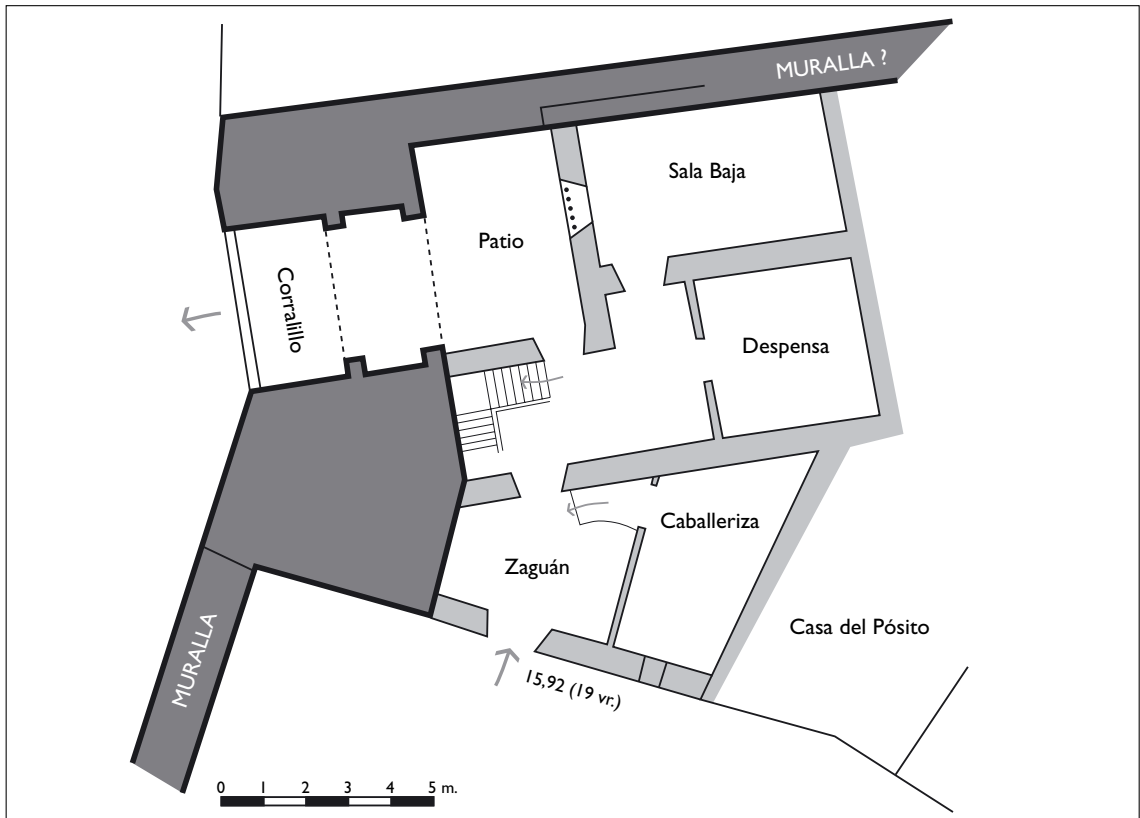 MURALLA ?
Sala Baja
Patio
Corralillo
Despensa
Caballeriza
Zaguán
Casa del Pósito
MURALLA
15,92 (19 vr.)
0 1 2 3 4 5 m.